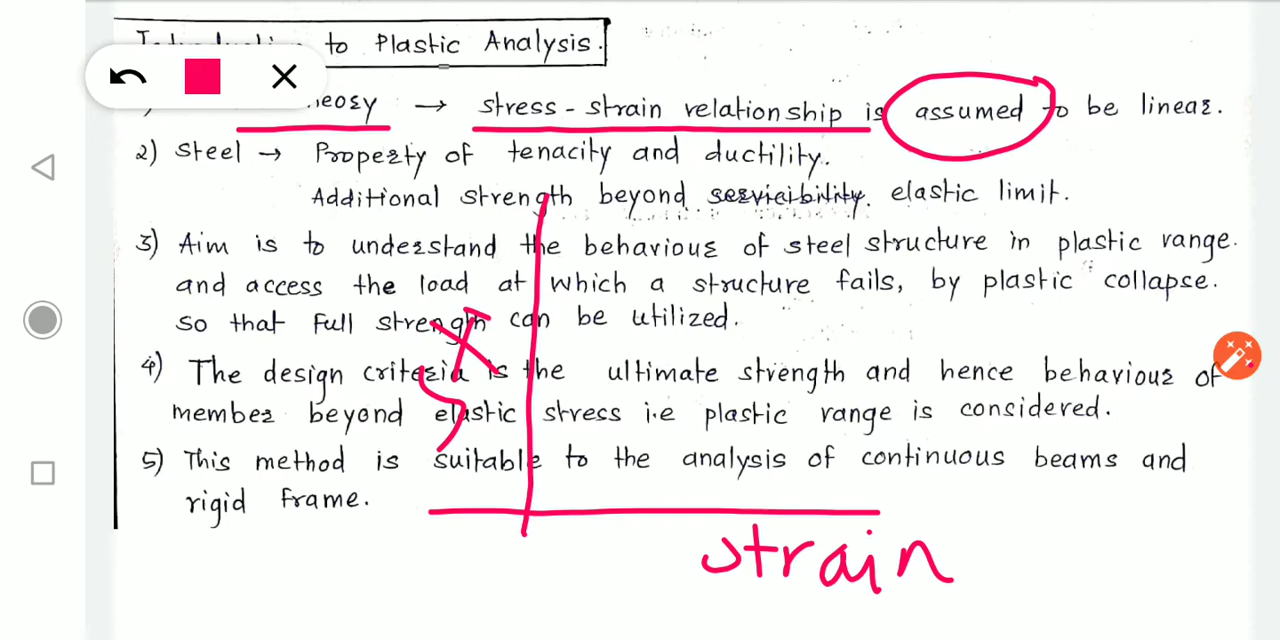 to Plastic Analysis.
→ stress - strain relationship is assumed to be linear.
2) Steel → Property of tenacity and ductility.
Additional strength beyond servicibility. elastic limit.
3) Aim is to understand the behaviour of steel structure in plastic range.
and access the load at which a structure fails, by plastic collapse.
so that full strength can be utilized.
4) The design criteria is the ultimate strength and hence behaviour of
member beyond elastic stress i.e plastic range is considered.
5) This method is suitable to the analysis of continuous beams and
rigid frame.
strain